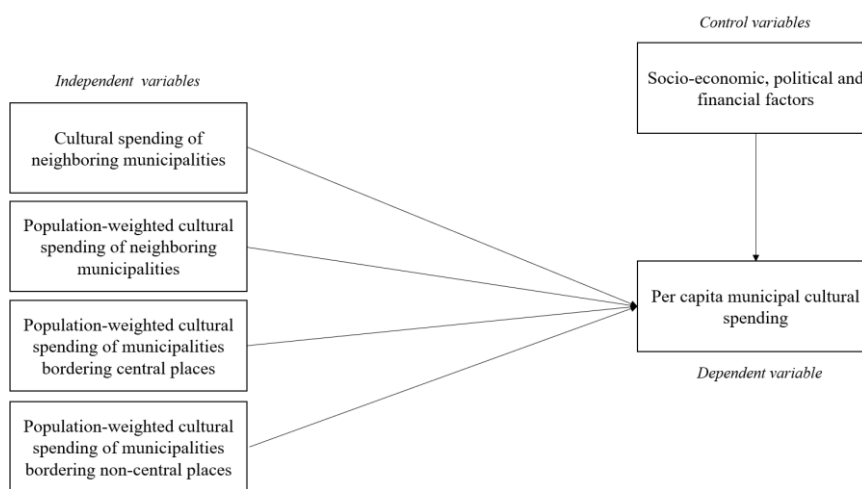 Control variables
Socio-economic, political and
financial factors
Independent variables
Cultural spending of
neighboring municipalities
Population-weighted cultural
spending of neighboring
municipalities
Population-weighted cultural
spending of municipalities
bordering central places
Population-weighted cultural
spending of municipalities
bordering non-central places
Per capita municipal cultural
spending
Dependent variable